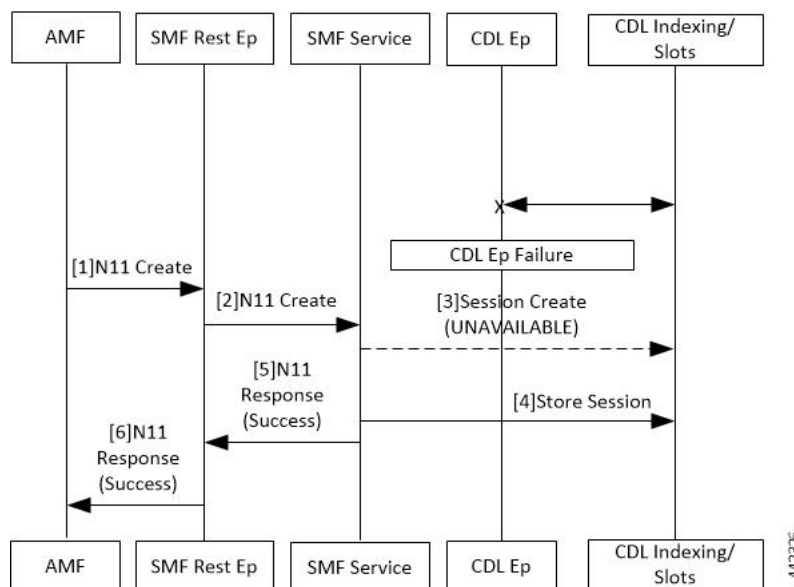 AMF
SMF Rest Ep
SMF Service
CDL Ep
CDL Indexing/
Slots
X
CDL Ep Failure
[1]N11 Create
[2]N11 Create
[3]Session Create
(UNAVAILABLE)
[5]N11
Response
(Success)
[4]Store Session
[6]N11
Response
(Success)
AMF
SMF Rest Ep
SMF Service
CDL Ep
CDL Indexing/
Slots